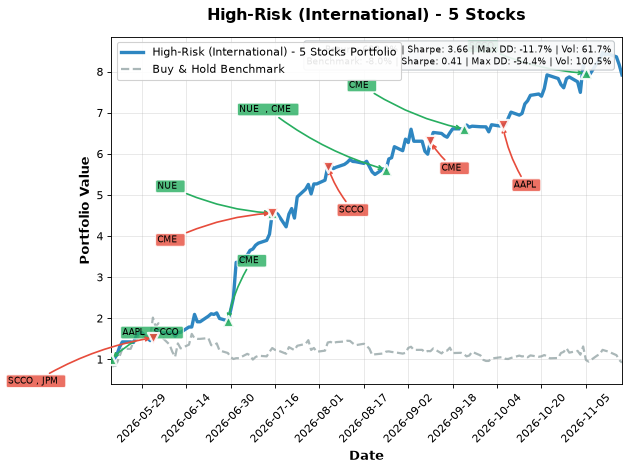 High-Risk (International) - 5 Stocks
High-Risk (International) - 5 Stocks Portfolio
Buy & Hold Benchmark
| Sharpe: 3.66 | Max DD: -11.7% | Vol: 61.7%
Benchmark: -8.0% | Sharpe: 0.41 | Max DD: -54.4% | Vol: 100.5%
CME
NUE , CME
NUE
CME
CME
SCCO
CME
AAPL
AAPL
SCCO
SCCO , JPM
Portfolio Value
8
7
6
5
4
3
2
1
2026-05-29
2026-06-14
2026-06-30
2026-07-16
2026-08-01
2026-08-17
2026-09-02
2026-09-18
2026-10-04
2026-10-20
2026-11-05
Date